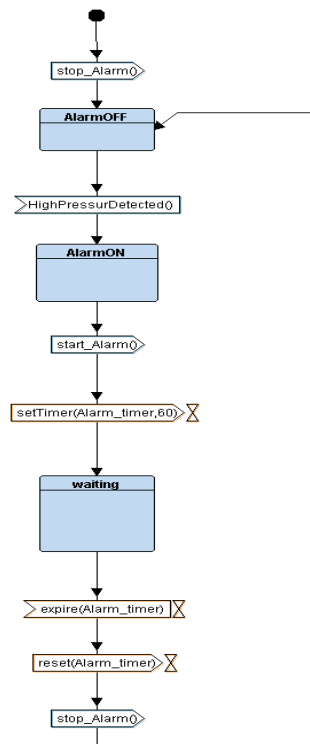 stop_Alarm()
AlarmOFF
HighPressurDetected()
AlarmON
start_Alarm()
setTimer(Alarm_timer,60)
waiting
expire(Alarm_timer)
reset(Alarm_timer)
stop_Alarm()